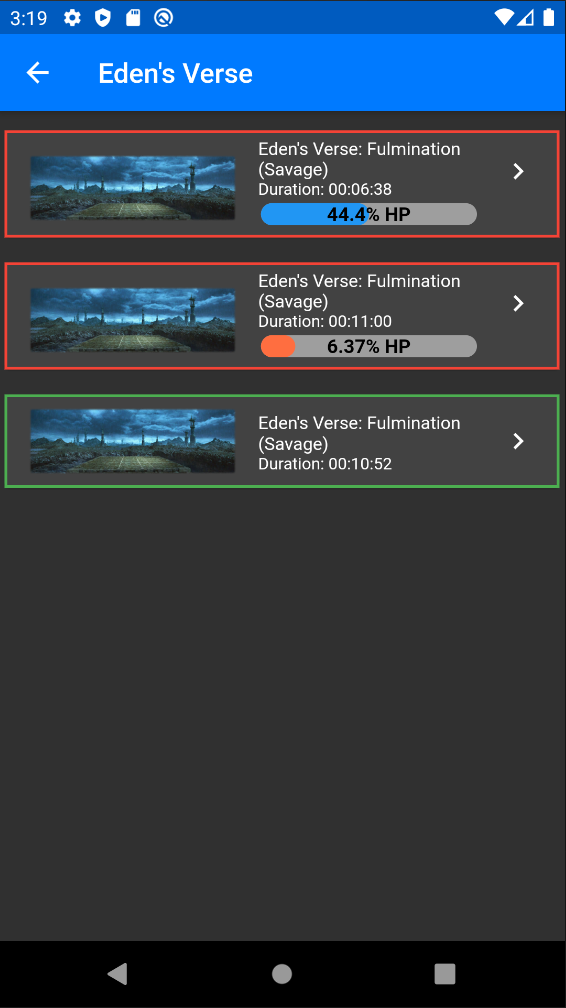 3:19
Eden's Verse
Eden's Verse: Fulmination
(Savage)
Duration: 00:06:38
44.4% HP
Eden's Verse: Fulmination
(Savage)
Duration: 00:11:00
6.37% HP
Eden's Verse: Fulmination
(Savage)
Duration: 00:10:52